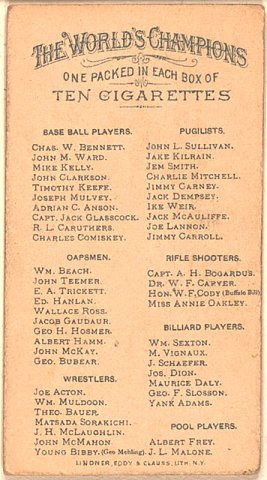 THE WORLD'S CHAMPIONS
ONE PACKED IN EACH BOX OF
TEN CIGARETTES
BASE BALL PLAYERS.
CHAS. W. BENNETT.
JOHN M. WARD.
MIKE KELLY.
JOHN CLARKSON.
TIMOTHY KEEFE.
JOSEPH MULVEY.
ADRIAN C. ANSON.
CAPT. JACK GLASSCOCK.
R. L. CARUTHERS.
CHARLES COMISKEY.
OARSMEN.
WM. BEACH.
JOHN TEEMER.
E. A. TRICKETT.
ED. HANLAN.
WALLACE ROSS.
JACOB GAUDAUR.
GEO. H. HOSMER.
ALBERT HAMM.
JOHN MCKAY.
GEO. BUBEAR.
WRESTLERS.
JOE ACTON.
WM. MULDOON.
THEO. BAUER.
MATSADA SORAKICHI.
J. H. MCLAUGHLIN.
JOHN MCMAHON.
YOUNG BIBBY. (Geo Mehling.)
PUGILISTS.
JOHN L. SULLIVAN.
JAKE KILRAIN.
JEM SMITH.
CHARLIE MITCHELL.
JIMMY CARNEY.
JACK DEMPSEY.
IKE WEIR.
JACK MCAULIFFE.
JOE LANNON.
JIMMY CARROLL.
RIFLE SHOOTERS.
CAPT. A. H. BOGARDUS.
DR. W. F. CARVER.
HON. W. F. CODY (Buffalo Bill)
MISS ANNIE OAKLEY.
BILLIARD PLAYERS.
WM. SEXTON.
M. VIGNAUX.
J. SCHAEFER.
JOS. DION.
MAURICE DALY.
GEO. F. SLOSSON.
YANK ADAMS.
POOL PLAYERS.
ALBERT FREY.
J. L. MALONE.
LINDNER, EDDY & CLAUSS, LITH. N.Y.